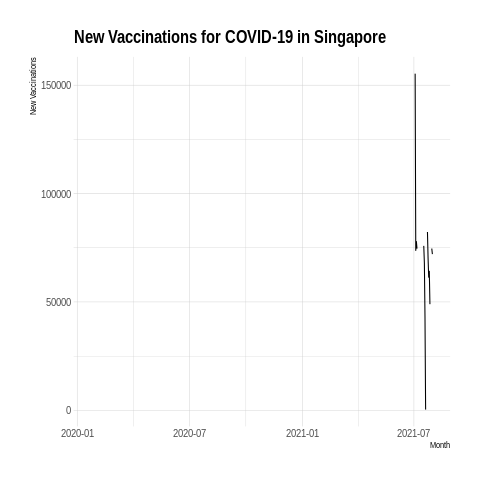 New Vaccinations for COVID-19 in Singapore
New Vaccinations
150000
100000
50000
0
2020-01
2020-07
2021-01
2021-07
Month